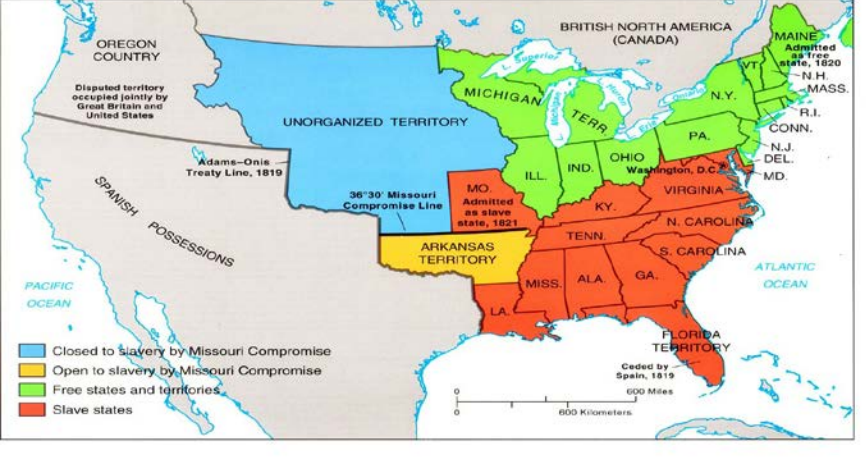 BRITISH NORTH AMERICA
(CANADA)
OREGON
COUNTRY
Disputed territory
occupied jointly by
Great Britain and
United States
MAINE
Admitted
as free
state, 1820
VT.
N.H.
MASS.
R.I.
CONN.
N.Y.
L. Superior
L. Michigan
L. Huron
L. Ontario
L. Erie
MICHIGAN
TERR.
UNORGANIZED TERRITORY
PA.
N.J.
DEL.
MD.
OHIO
IND.
ILL.
Washington, D.C.
Adams–Onis
Treaty Line, 1819
36°30' Missouri
Compromise Line
MO.
Admitted
as slave
state, 1821
KY.
VIRGINIA
N. CAROLINA
TENN.
S. CAROLINA
ARKANSAS
TERRITORY
SPANISH POSSESSIONS
MISS.
ALA.
GA.
LA.
PACIFIC
OCEAN
ATLANTIC
OCEAN
FLORIDA
TERRITORY
Ceded by
Spain, 1819
Closed to slavery by Missouri Compromise
Open to slavery by Missouri Compromise
Free states and territories
Slave states
0
600 Miles
0
600 Kilometers